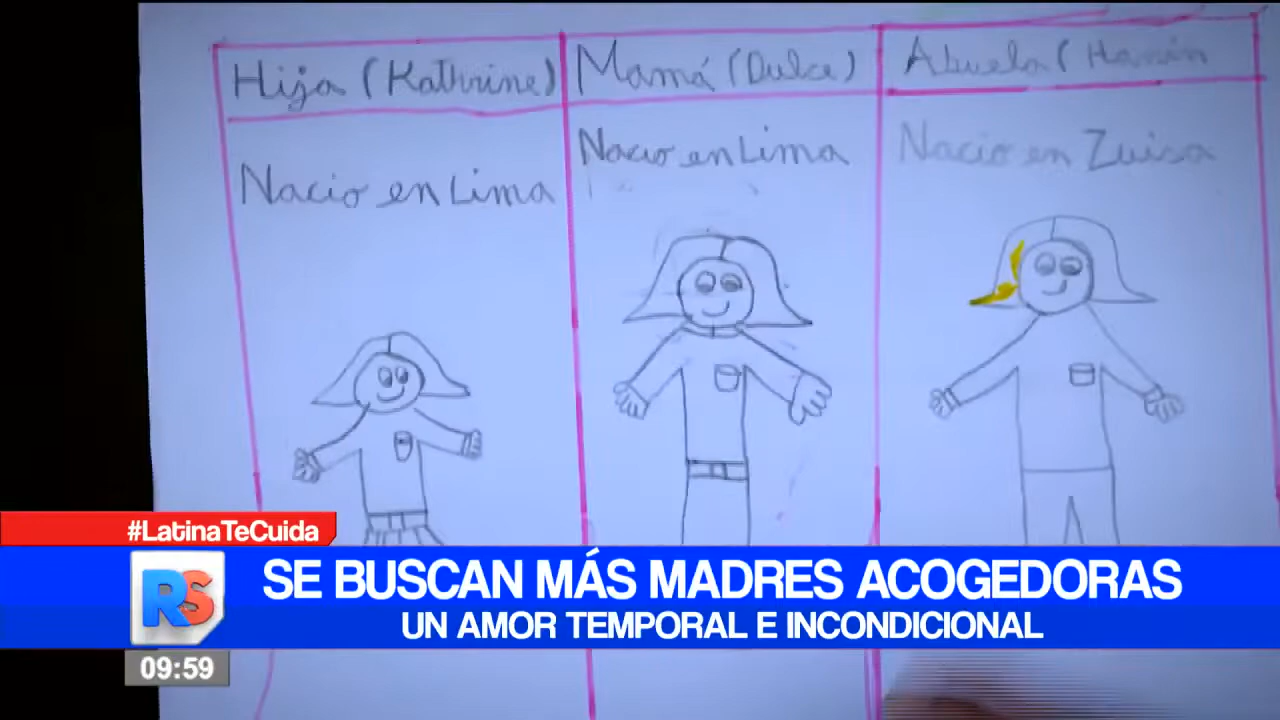 Hija (Kathrine)
Mamá (Dulce)
Abuela (
Nacio en Lima
Nacio en Lima
Nacio en Zuisa
#LatinaTeCuida
RS
SE BUSCAN MÁS MADRES ACOGEDORAS
UN AMOR TEMPORAL E INCONDICIONAL
09:59